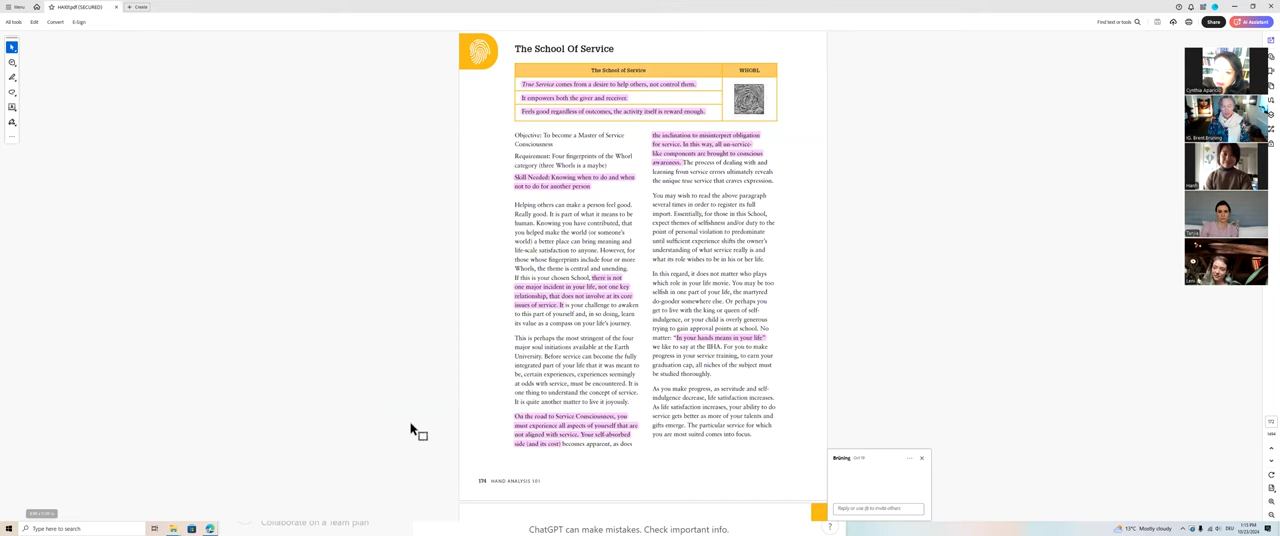 Menu
HAI01.pdf (SECURED)
Create
All tools
Edit
Convert
E-Sign
Find text or tools
Share
AI Assistant
The School Of Service
The School of Service
WHORL
True Service comes from a desire to help others, not control them.
It empowers both the giver and receiver.
Feels good regardless of outcomes, the activity itself is reward enough.
Objective: To become a Master of Service
Consciousness
Requirement: Four fingerprints of the Whorl
category (three Whorls is a maybe)
Skill Needed: Knowing when to do and when
not to do for another person
Helping others can make a person feel good.
Really good. It is part of what it means to be
human. Knowing you have contributed, that
you helped make the world (or someone's
world) a better place can bring meaning and
life-scale satisfaction to anyone. However, for
those whose fingerprints include four or more
Whorls, the theme is central and unending.
If this is your chosen School, there is not
one major incident in your life, not one key
relationship, that does not involve at its core
issues of service. It is your challenge to awaken
to this part of yourself and, in so doing, learn
its value as a compass on your life's journey.
This is perhaps the most stringent of the four
major soul initiations available at the Earth
University. Before service can become the fully
integrated part of your life that it was meant to
be, certain experiences, experiences seemingly
at odds with service, must be encountered. It is
one thing to understand the concept of service.
It is quite another matter to live it joyously.
On the road to Service Consciousness, you
must experience all aspects of yourself that are
not aligned with service. Your self-absorbed
side (and its cost) becomes apparent, as does
the inclination to misinterpret obligation
for service. In this way, all un-service-
like components are brought to conscious
awareness. The process of dealing with and
learning from service errors ultimately reveals
the unique true service that craves expression.
You may wish to read the above paragraph
several times in order to register its full
import. Essentially, for those in this School,
expect themes of selfishness and/or duty to the
point of personal violation to predominate
until sufficient experience shifts the owner's
understanding of what service really is and
what its role wishes to be in his or her life.
In this regard, it does not matter who plays
which role in your life movie. You may be too
selfish in one part of your life, the martyred
do-gooder somewhere else. Or perhaps you
get to live with the king or queen of self-
indulgence, or your child is overly generous
trying to gain approval points at school. No
matter: "In your hands means in your life"
we like to say at the IIHA. For you to make
progress in your service training, to earn your
graduation cap, all niches of the subject must
be studied thoroughly.
As you make progress, as servitude and self-
indulgence decrease, life satisfaction increases.
As life satisfaction increases, your ability to do
service gets better as more of your talents and
gifts emerge. The particular service for which
you are most suited comes into focus.
174 HAND ANALYSIS 101
Brüning Oct 19
Reply or use @ to invite others
Cynthia Aparicio
IG. Brent Bruning
Hanh
Tania
172
Collaborate on a team plan
ChatGPT can make mistakes. Check important info.
?
Type here to search
13°C Mostly cloudy
DEU
1:15 PM
10/23/2024